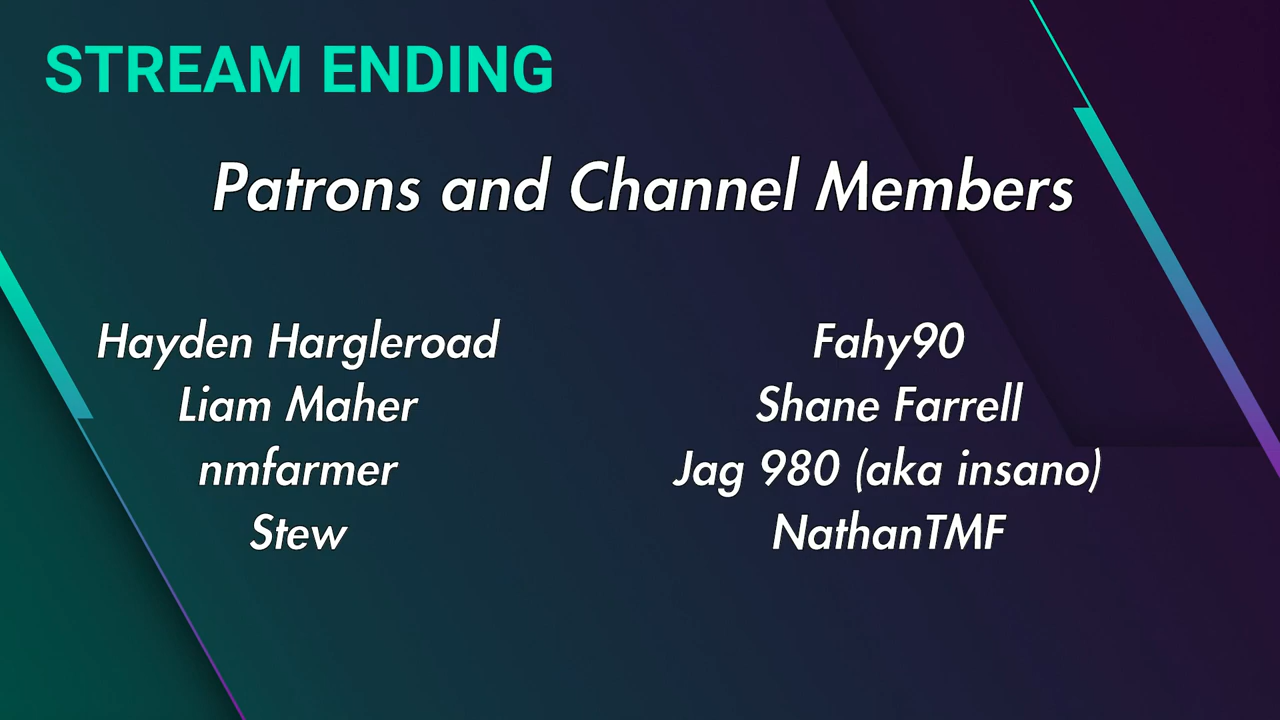 STREAM ENDING
Patrons and Channel Members
Hayden Hargleroad
Liam Maher
nmfarmer
Stew
Fahy90
Shane Farrell
Jag 980 (aka insano)
NathanTMF